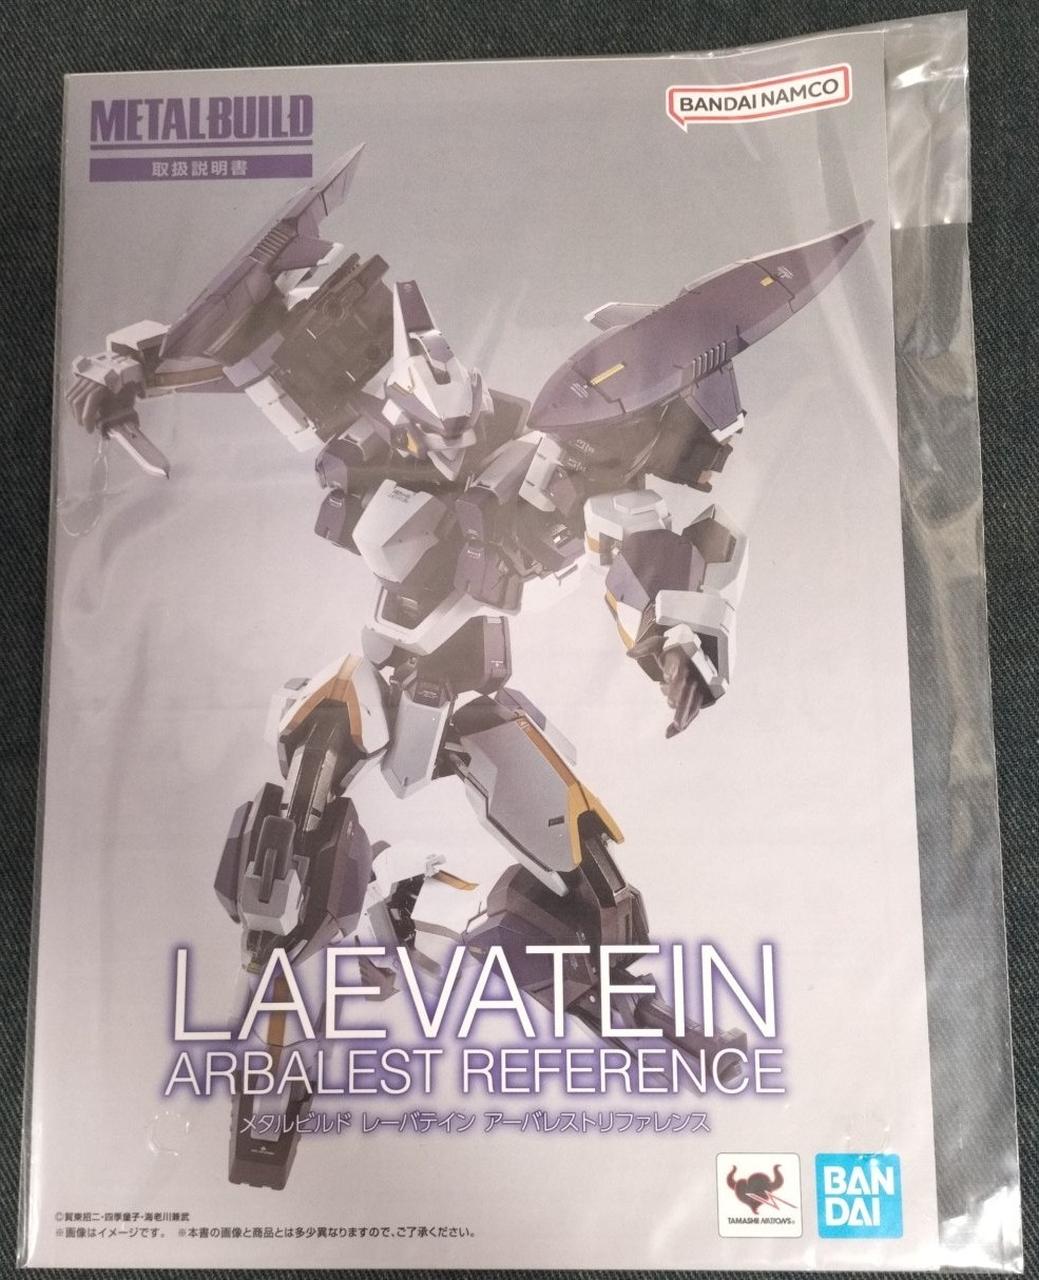 METAL BUILD
BANDAI NAMCO
取扱説明書
LAEVATEIN
ARBALEST REFERENCE
メタルビルド レーバテイン アーバレストリファレンス
TAMASHII NATIONS®
BAN
DAI
©賀東招二・四季童子・海老川兼武
※画像はイメージです。 ※本書の画像と商品とは多少異なりますので、ご了承ください。